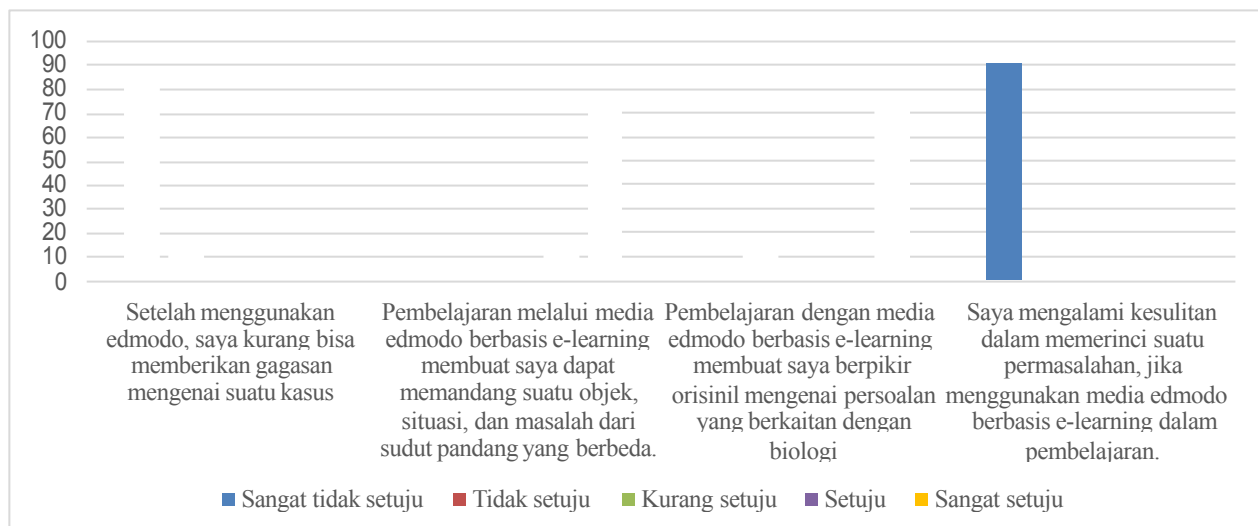 100
90
80
70
60
50
40
30
20
10
0
Setelah menggunakan
edmodo, saya kurang bisa
memberikan gagasan
mengenai suatu kasus
Pembelajaran melalui media
edmodo berbasis e-learning
membuat saya dapat
memandang suatu objek,
situasi, dan masalah dari
sudut pandang yang berbeda.
Pembelajaran dengan media
edmodo berbasis e-learning
membuat saya berpikir
orisinil mengenai persoalan
yang berkaitan dengan
biologi
Saya mengalami kesulitan
dalam memerinci suatu
permasalahan, jika
menggunakan media edmodo
berbasis e-learning dalam
pembelajaran.
Sangat tidak setuju Tidak setuju Kurang setuju Setuju Sangat setuju